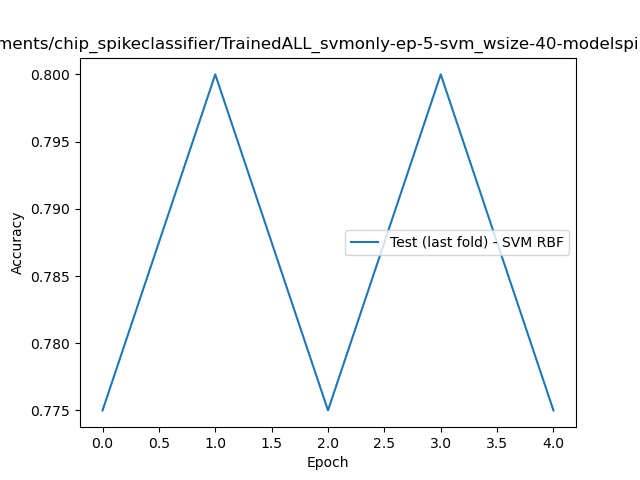 ments/chip_spikeclassifier/TrainedALL_svmonly-ep-5-svm_wsize-40-modelspi
0.800
0.795
0.790
0.785
0.780
0.775
Accuracy
Test (last fold) - SVM RBF
0.0 0.5 1.0 1.5 2.0 2.5 3.0 3.5 4.0
Epoch